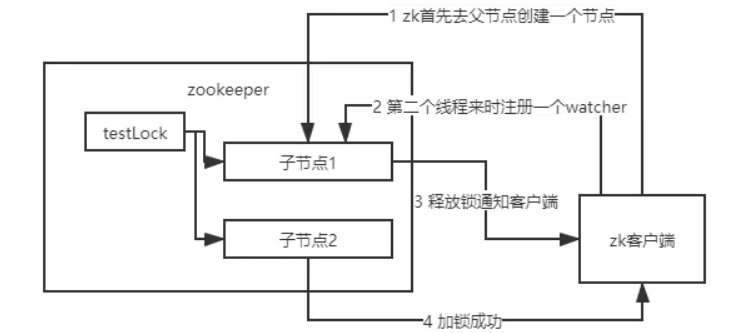 1 zk首先去父节点创建一个节点
zookeeper
2 第二个线程来时注册一个watcher
testLock
子节点1
3 释放锁通知客户端
子节点2
zk客户端
4 加锁成功